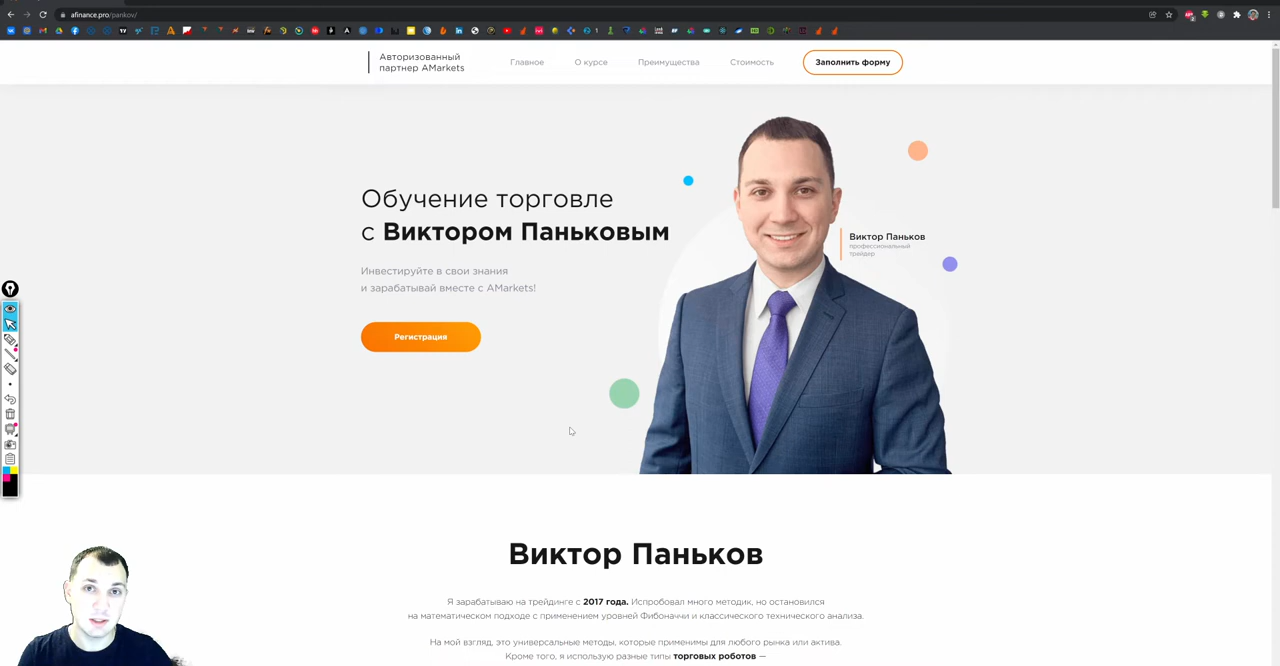 afinance.pro/pankov/
Авторизованный
партнер AMarkets
Главное
О курсе
Преимущества
Стоимость
Заполнить форму
Обучение торговле
с Виктором Паньковым
Инвестируйте в свои знания
и зарабатывай вместе с AMarkets!
Регистрация
Виктор Паньков
профессиональный
трейдер
Виктор Паньков
Я зарабатываю на трейдинге с 2017 года. Испробовал много методик, но остановился
на математическом подходе с применением уровней Фибоначчи и классического технического анализа.
На мой взгляд, это универсальные методы, которые применимы для любого рынка или актива.
Кроме того, я использую разные типы торговых роботов —